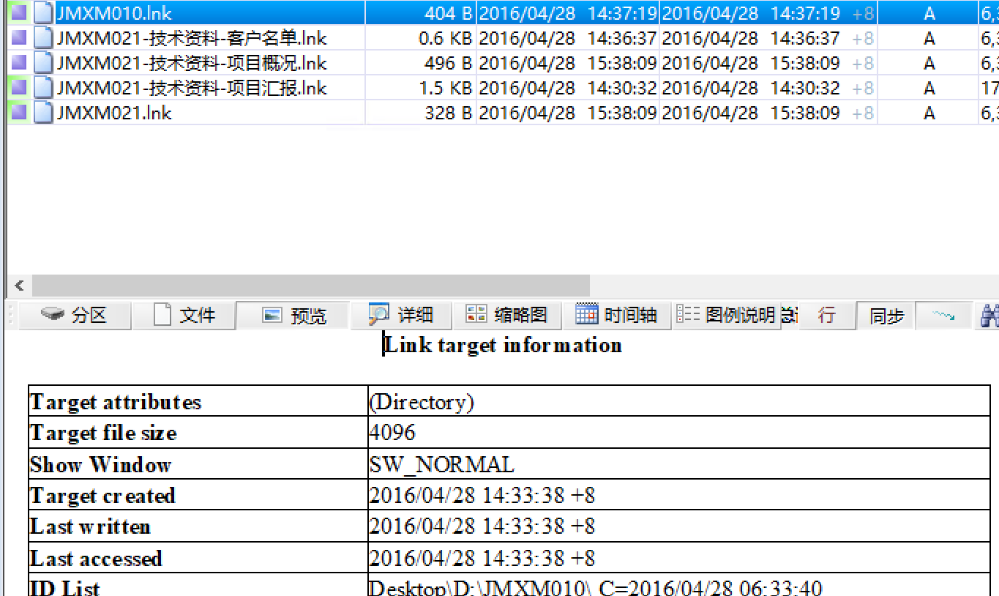 JMXM010.lnk 404 B 2016/04/28 14:37:19 2016/04/28 14:37:19 +8 A 6,3
JMXM021-技术资料-客户名单.lnk 0.6 KB 2016/04/28 14:36:37 2016/04/28 14:36:37 +8 A 6,3
JMXM021-技术资料-项目概况.lnk 496 B 2016/04/28 15:38:09 2016/04/28 15:38:09 +8 A 6,3
JMXM021-技术资料-项目汇报.lnk 1.5 KB 2016/04/28 14:30:32 2016/04/28 14:30:32 +8 A 17
JMXM021.lnk 328 B 2016/04/28 15:38:09 2016/04/28 15:38:09 +8 A 6,3
分区 文件 预览 详细 缩略图 时间轴 图例说明 行 同步
Link target information
Target attributes (Directory)
Target file size 4096
Show Window SW_NORMAL
Target created 2016/04/28 14:33:38 +8
Last written 2016/04/28 14:33:38 +8
Last accessed 2016/04/28 14:33:38 +8
ID List Desktop\D:\JMXM010\ C=2016/04/28 06:33:40